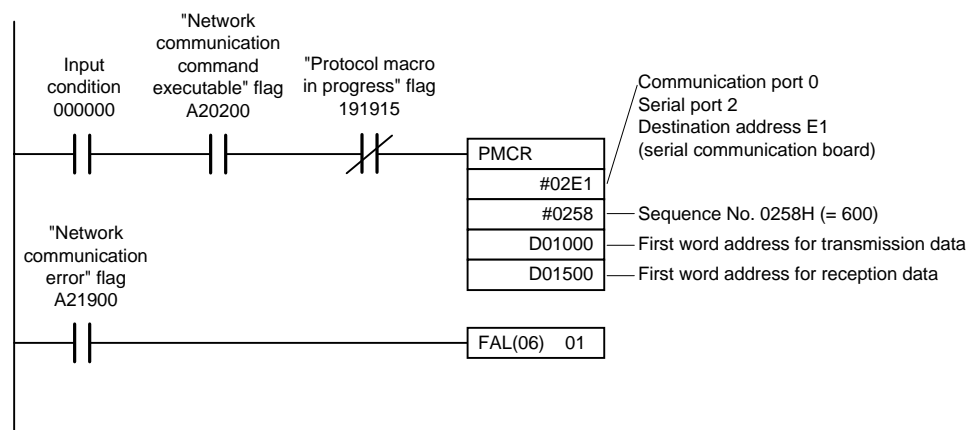 "Network
communication
command
executable" flag
A20200
Input
condition
000000
"Protocol macro
in progress" flag
191915
Communication port 0
Serial port 2
Destination address E1
(serial communication board)
PMCR
#02E1
#0258
Sequence No. 0258H (= 600)
D01000
First word address for transmission data
D01500
First word address for reception data
"Network
communication
error" flag
A21900
FAL(06) 01